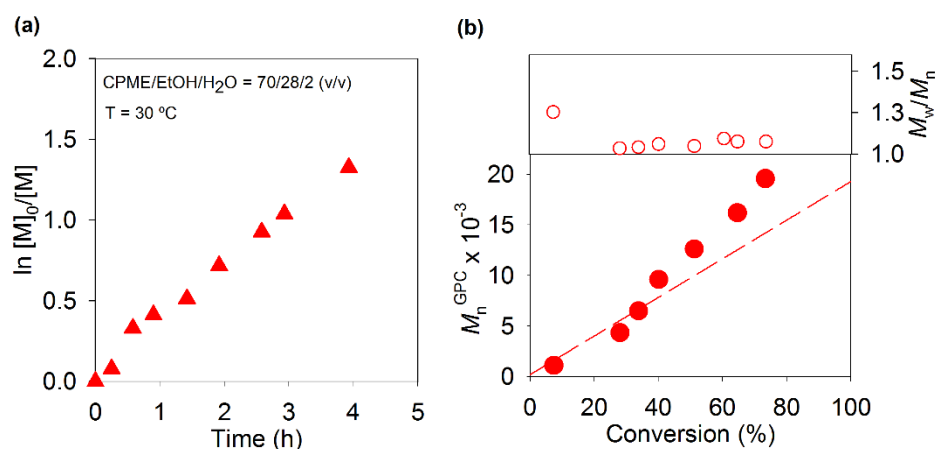 (a)
2.0
1.5
1.0
0.5
0.0
ln [M]0/[M]
CPME/EtOH/H2O = 70/28/2 (v/v)
T = 30 ºC
0 1 2 3 4 5
Time (h)
(b)
1.5
1.3
1.0
Mw/Mn
20
15
10
5
0
MnGPC x 10-3
0 20 40 60 80 100
Conversion (%)